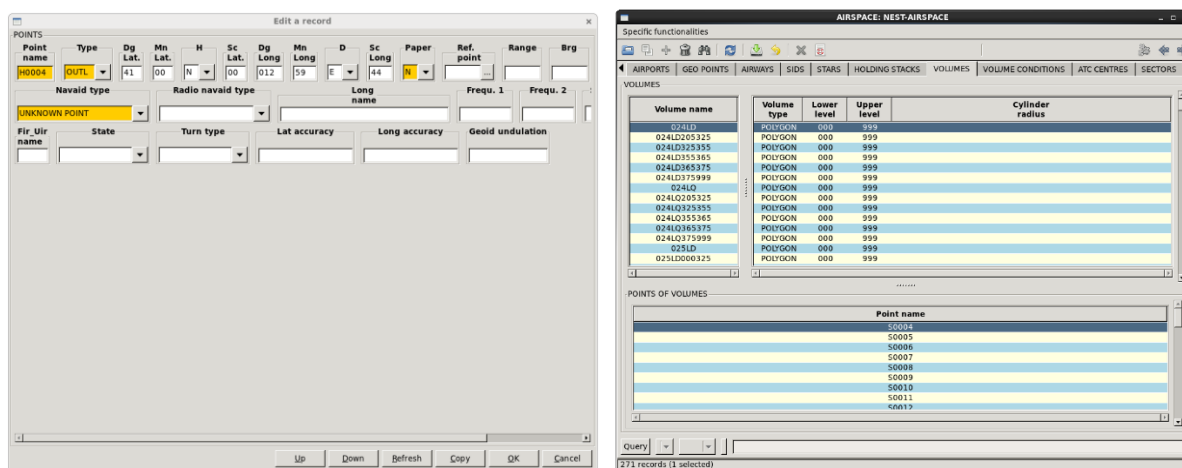 Edit a record
POINTS
Point name Type Dg Lat. Mn Lat. H Sc Lat. Dg Long Mn Long D Sc Long Paper Ref. point Range Brg
H0004 OUTL 41 00 N 00 012 59 E 44 N ...
Navaid type Radio navaid type Long name Frequ. 1 Frequ. 2
UNKNOWN POINT
Fir_Uir name State Turn type Lat accuracy Long accuracy Geoid undulation
Up Down Refresh Copy OK Cancel
AIRSPACE: NEST-AIRSPACE
Specific functionalities
AIRPORTS GEO POINTS AIRWAYS SIDS STARS HOLDING STACKS VOLUMES VOLUME CONDITIONS ATC CENTRES SECTORS
VOLUMES
Volume name Volume type Lower level Upper level Cylinder radius
024LD POLYGON 000 999
024LD205325 POLYGON 000 999
024LD325355 POLYGON 000 999
024LD355365 POLYGON 000 999
024LD365375 POLYGON 000 999
024LD375999 POLYGON 000 999
024LQ POLYGON 000 999
024LQ205325 POLYGON 000 999
024LQ325355 POLYGON 000 999
024LQ355365 POLYGON 000 999
024LQ365375 POLYGON 000 999
024LQ375999 POLYGON 000 999
025LD POLYGON 000 999
025LD000325 POLYGON 000 999
POINTS OF VOLUMES
Point name
S0004
S0005
S0006
S0007
S0008
S0009
S0010
S0011
S0012
Query
271 records (1 selected)